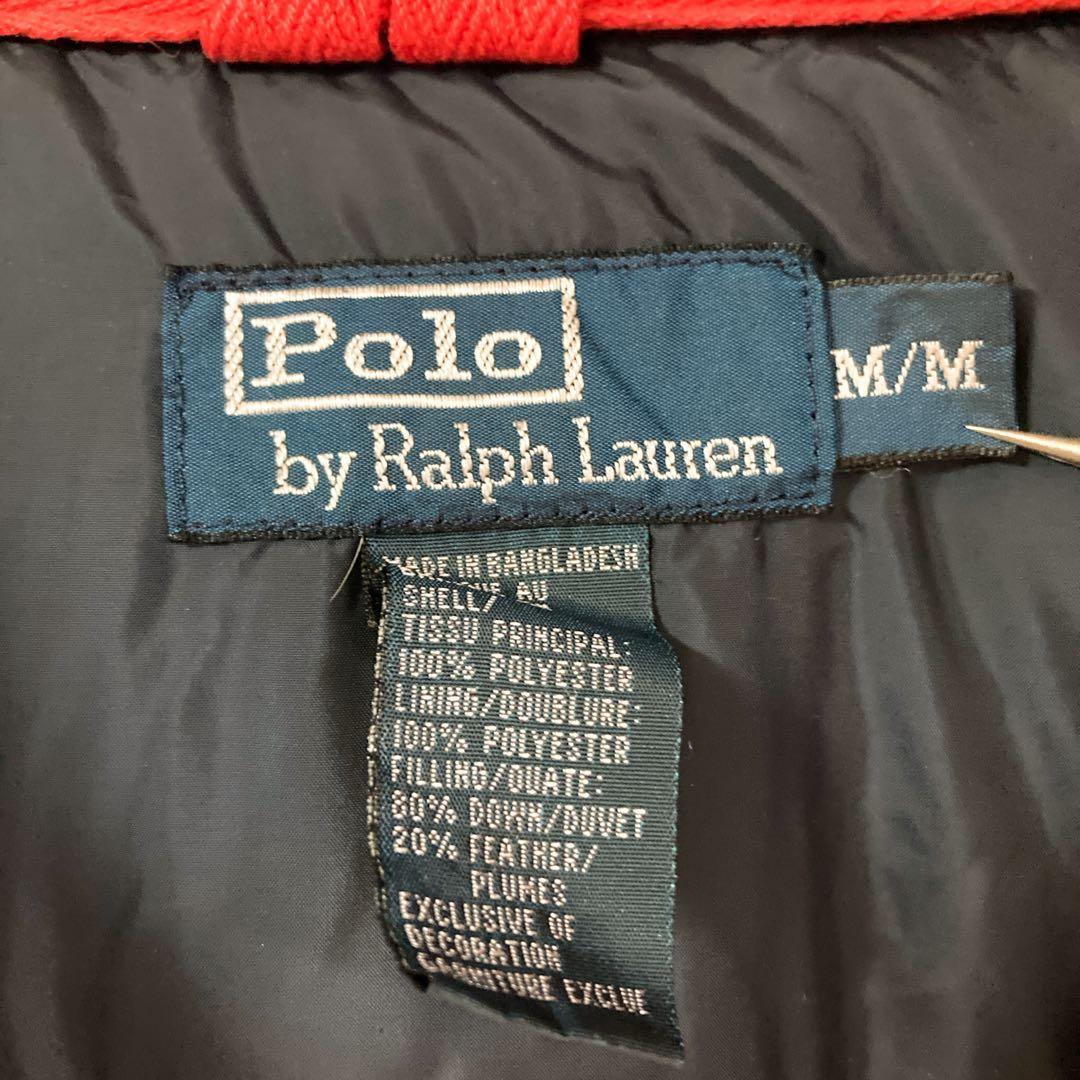 Polo
by Ralph Lauren
M/M
MADE IN BANGLADESH
AU
SHELL/
TISSU PRINCIPAL:
100% POLYESTER
LINING/DOUBLURE:
100% POLYESTER
FILLING/OUATE:
80% DOWN/DUVET
20% FEATHER/
PLUMES
EXCLUSIVE OF
DECORATION
GARNITURE EXCLUE